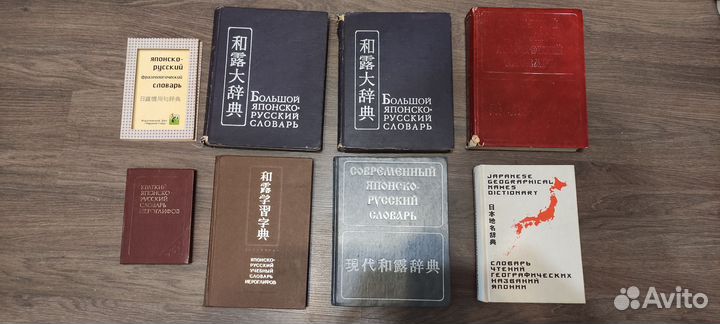 ЯПОНСКО-
РУССКИЙ
фразеологический
СЛОВАРЬ
日露慣用句辞典
和露大辞典
БОЛЬШОЙ
ЯПОНСКО-
РУССКИЙ
СЛОВАРЬ
和露大辞典
БОЛЬШОЙ
ЯПОНСКО-
РУССКИЙ
СЛОВАРЬ
КРАТКИЙ
ЯПОНСКО
РУССКИЙ
СЛОВАРЬ
ИЕРОГЛИФОВ
和露学習字典
ЯПОНСКО-
РУССКИЙ
УЧЕБНЫЙ
СЛОВАРЬ
ИЕРОГЛИФОВ
СОВРЕМЕННЫЙ
ЯПОНСКО-
РУССКИЙ
СЛОВАРЬ
現代和露辞典
JAPANESE
GEOGRAPHICAL
NAMES
DICTIONARY
日本地名辞典
СЛОВАРЬ
ЧТЕНИЙ
ГЕОГРАФИЧЕСКИХ
НАЗВАНИЙ
ЯПОНИИ
Avito